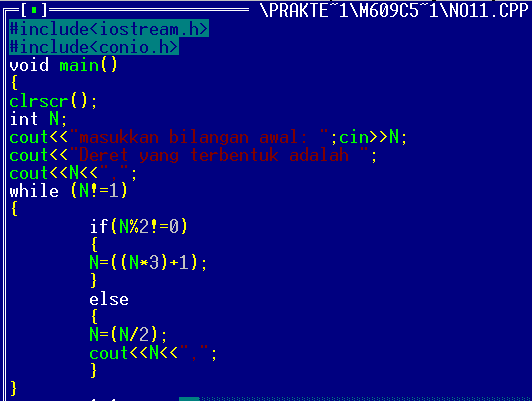 [■] \PRAKTE~1\M609C5~1\NO11.CPP
#include<iostream.h>
#include<conio.h>
void main()
{
clrscr();
int N;
cout<<"masukkan bilangan awal: ";cin>>N;
cout<<"Deret yang terbentuk adalah ";
cout<<N<<",";
while (N!=1)
{
if(N%2!=0)
{
N=((N*3)+1);
}
else
{
N=(N/2);
cout<<N<<",";
}
}